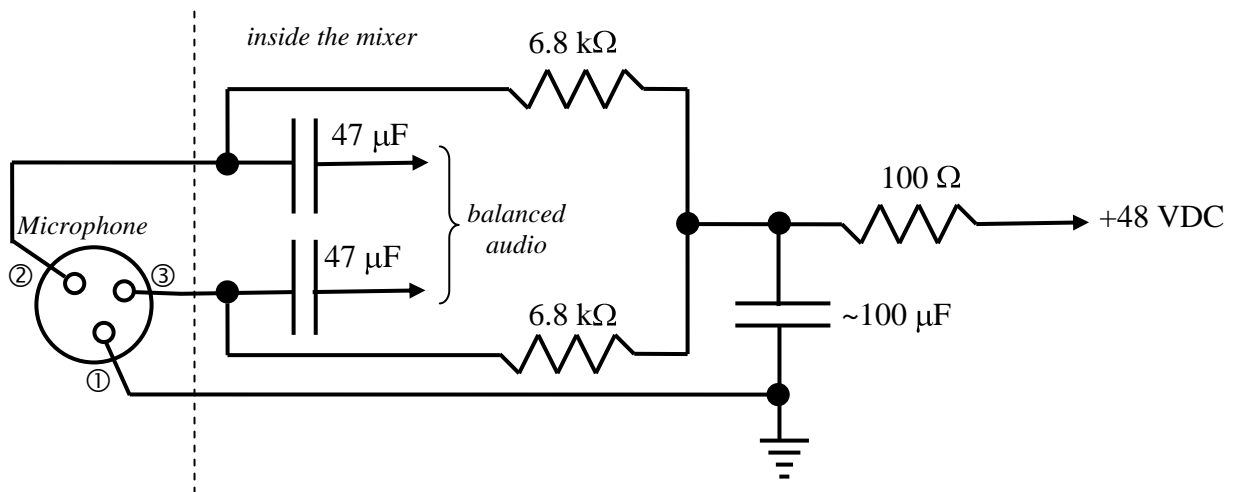 inside the mixer
6.8 kΩ
47 μF
100 Ω
+48 VDC
balanced
audio
Microphone
47 μF
②
③
6.8 kΩ
~100 μF
①